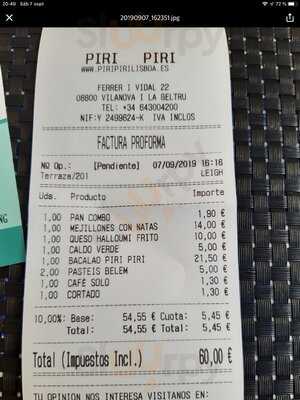 20:40 Sáb 7 sept 72 %
20190907_162351.jpg
PIRI PIRI
WWW.PIRIPIRILISBOA.ES
FERRER I VIDAL 22
08800 VILANOVA I LA GELTRU
TEL: +34 643004200
NIF:Y 2499624-K IVA INCLOS
FACTURA PROFORMA
NO Op.: [Pendiente] 07/09/2019 16:16
Terraza/201 LEIGH
Uds. Producto Importe
1,00 PAN COMBO 1,90 €
1,00 MEJILLONES CON NATAS 14,00 €
1,00 QUESO HALLOUMI FRITO 10,00 €
1,00 CALDO VERDE 5,00 €
1,00 BACALAO PIRI PIRI 21,50 €
2,00 PASTEIS BELEM 5,00 €
1,00 CAFE SOLO 1,30 €
1,00 CORTADO 1,30 €
10,00%: Base: 54,55 € Cuota: 5,45 €
Total: 54,55 € Total: 5,45 €
Total (Impuestos Incl.) 60,00 €
TU OPINION NOS INTERESA VISITANOS EN:
NG